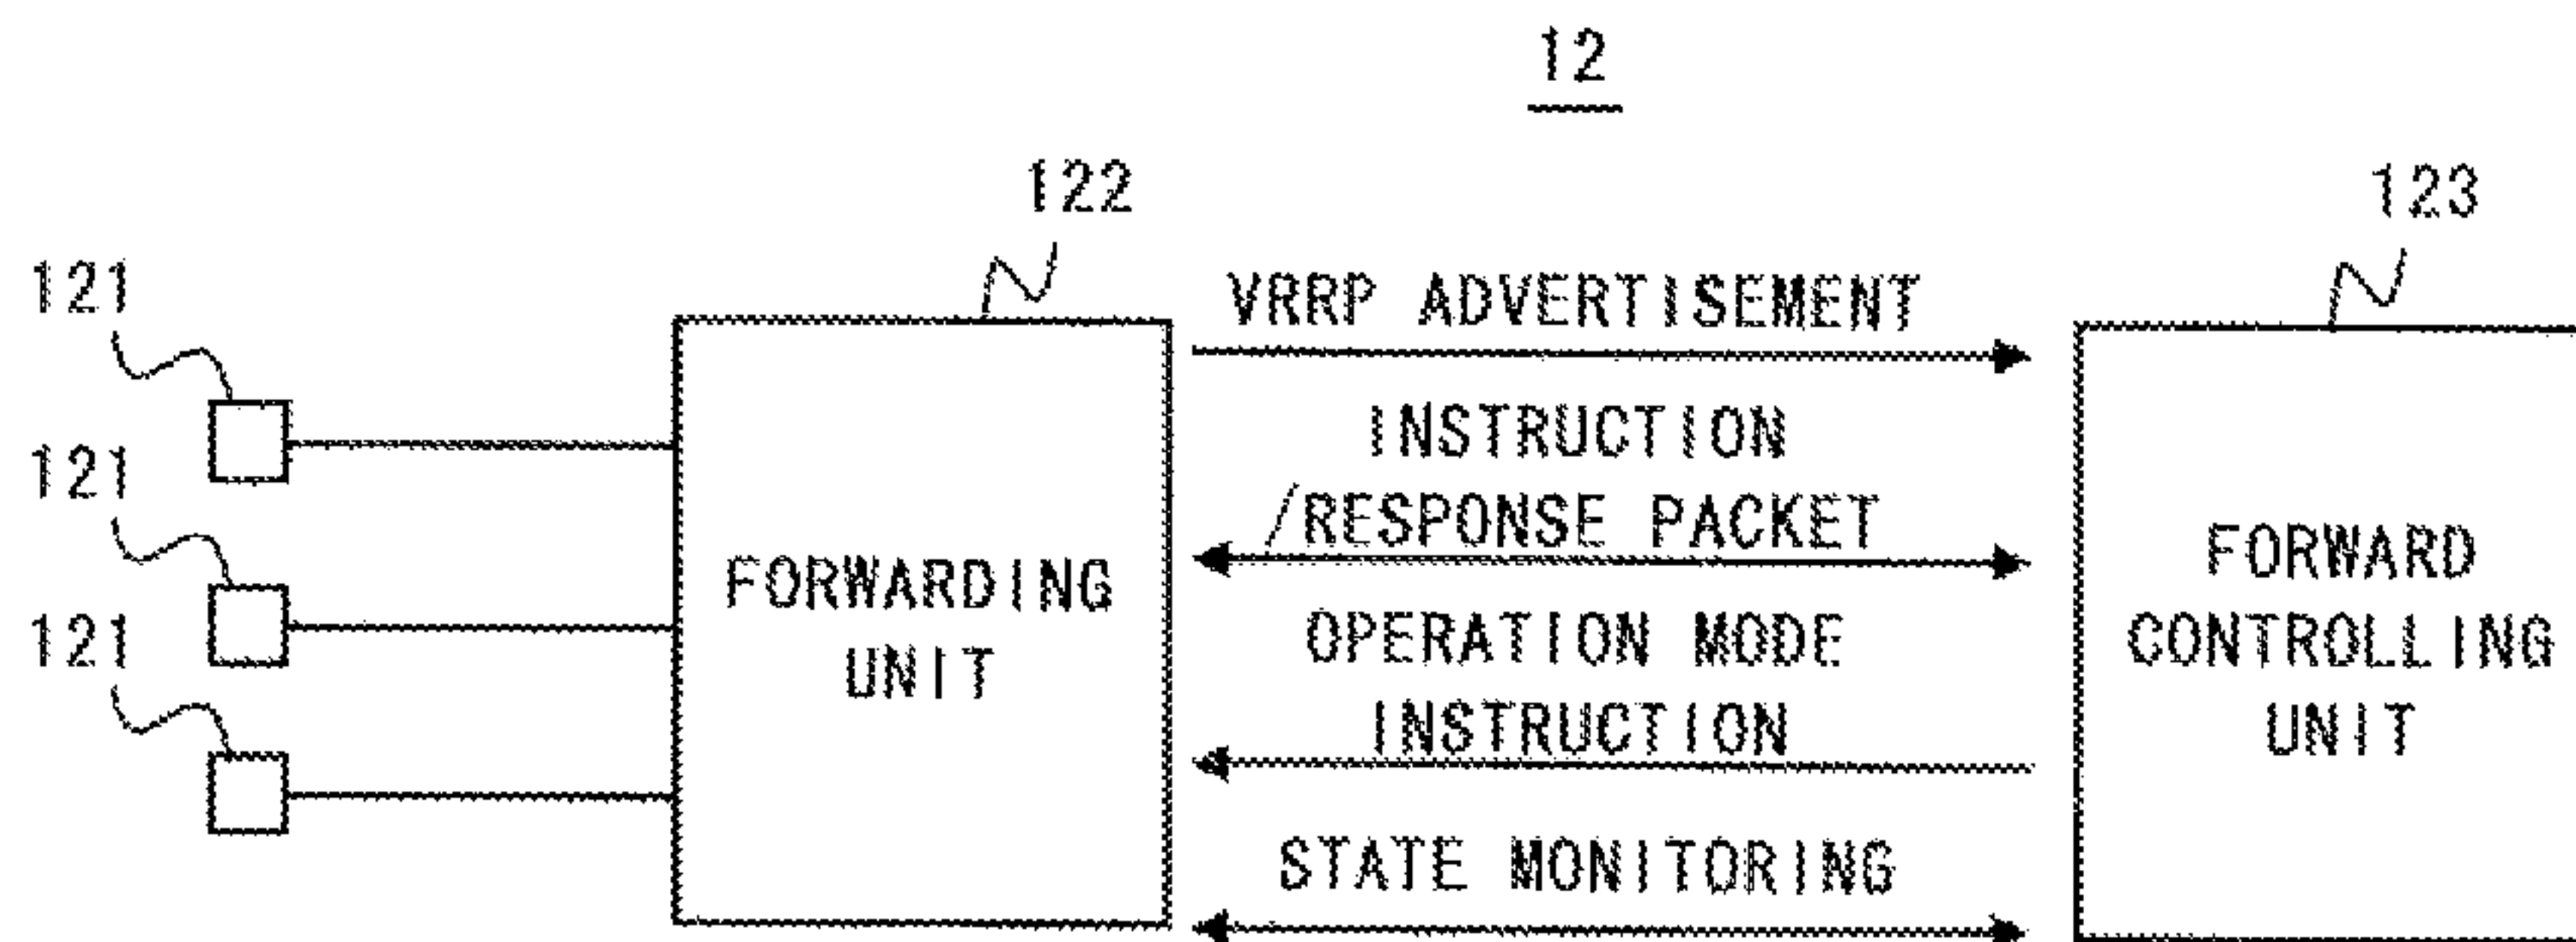 12
122
123
121
VRRP ADVERTISEMENT
INSTRUCTION
/RESPONSE PACKET
121
FORWARDING
UNIT
FORWARD
CONTROLLING
UNIT
121
OPERATION MODE
INSTRUCTION
STATE MONITORING